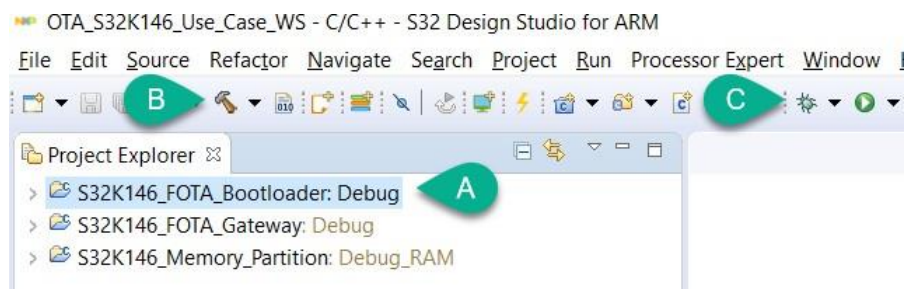 OTA_S32K146_Use_Case_WS - C/C++ - S32 Design Studio for ARM
File Edit Source Refactor Navigate Search Project Run Processor Expert Window
B C
Project Explorer
S32K146_FOTA_Bootloader: Debug A
S32K146_FOTA_Gateway: Debug
S32K146_Memory_Partition: Debug_RAM